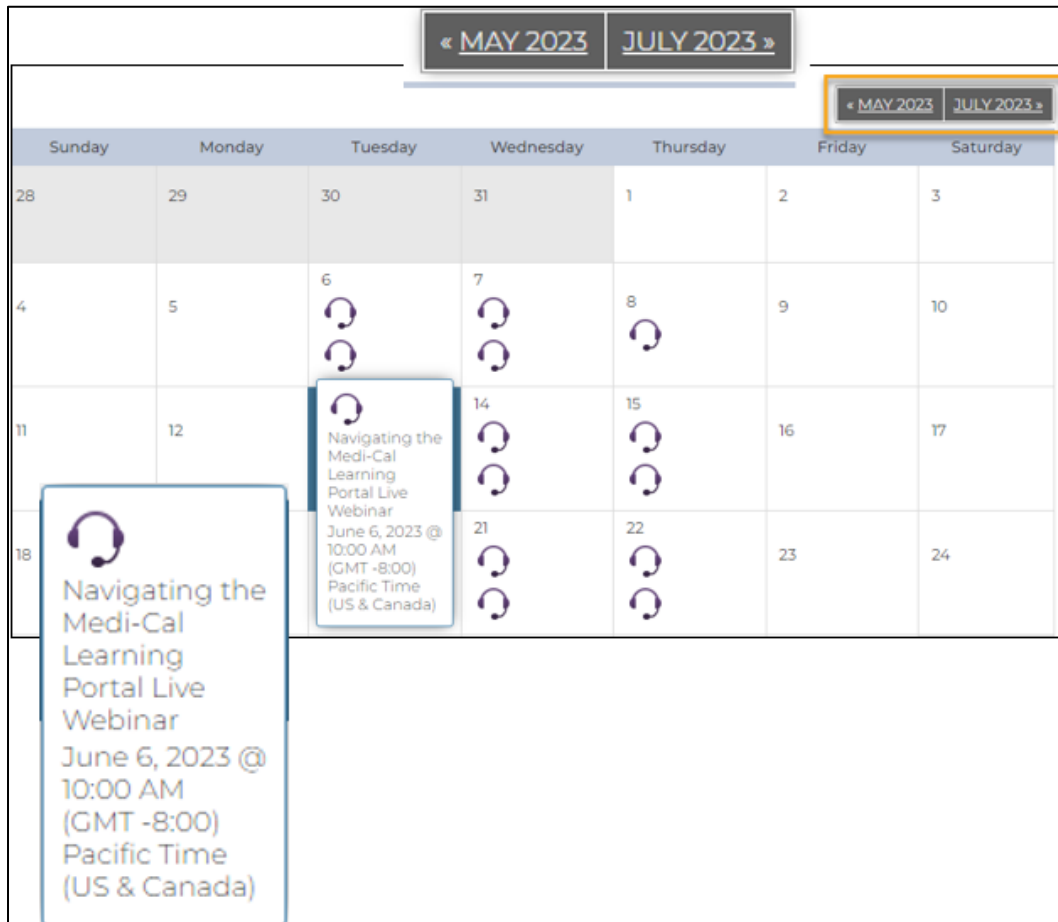 « MAY 2023 JULY 2023 »
« MAY 2023 JULY 2023 »
Sunday Monday Tuesday Wednesday Thursday Friday Saturday
28 29 30 31 1 2 3
4 5 6 7 8 9 10
11 12 14 15 16 17
Navigating the
Medi-Cal
Learning
Portal Live
Webinar
June 6, 2023 @
10:00 AM
(GMT -8:00)
Pacific Time
(US & Canada)
18 21 22 23 24
Navigating the
Medi-Cal
Learning
Portal Live
Webinar
June 6, 2023 @
10:00 AM
(GMT -8:00)
Pacific Time
(US & Canada)